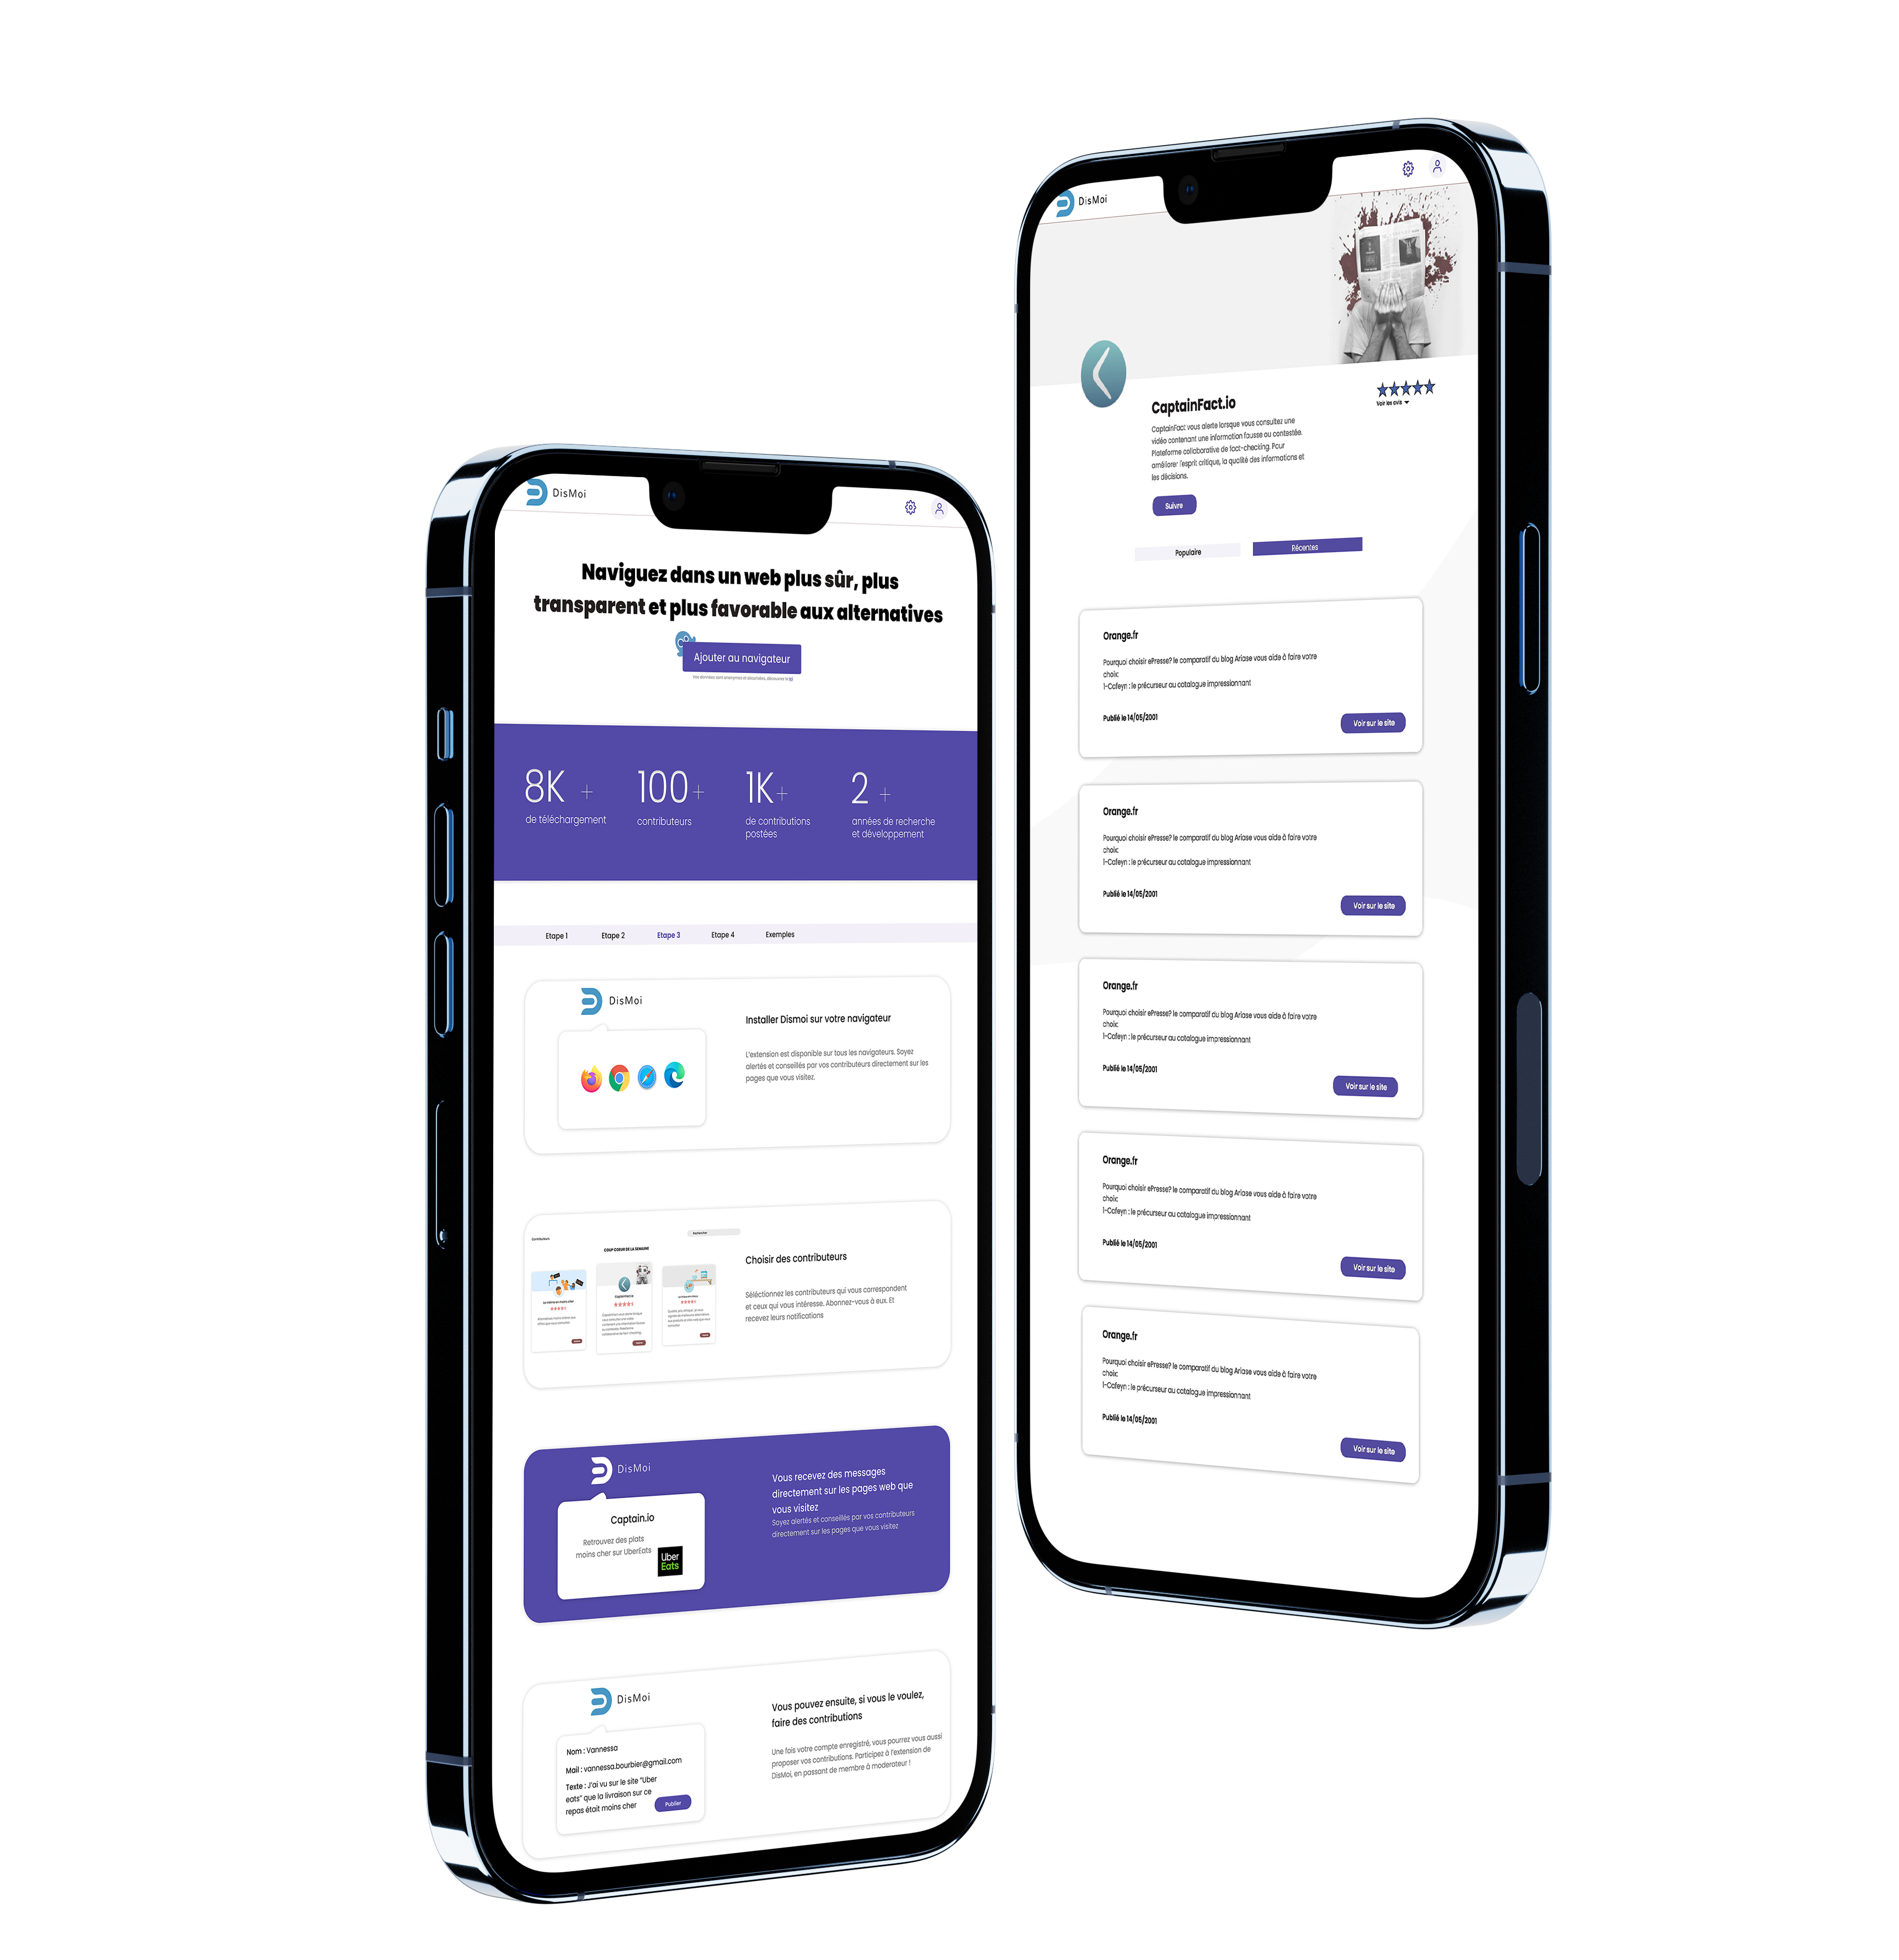 DisMoi
Naviguez dans un web plus sûr, plus
transparent et plus favorable aux alternatives
Ajouter au navigateur
8K +
de téléchargement
100+
contributeurs
1K+
de contributions
postées
2 +
années de recherche
et développement
Etape 1
Etape 2
Etape 3
Etape 4
Exemples
DisMoi
Installer Dismoi sur votre navigateur
L'extension est disponible sur tous les navigateurs. Soyez
alertés et conseillés par vos contributeurs directement sur les
pages que vous visitez.
Contributeurs
Rechercher
COUP COEUR DE LA SEMAINE
Choisir des contributeurs
Séléctionnez les contributeurs qui vous correspondent
et ceux qui vous intéresse. Abonnez-vous à eux. Et
recevez leurs notifications
DisMoi
Captain.io
Retrouvez des plats
moins cher sur UberEats
Uber
Eats
Vous recevez des messages
directement sur les pages web que
vous visitez
Soyez alertés et conseillés par vos contributeurs
directement sur les pages que vous visitez
DisMoi
Nom : Vannessa
Mail : vannessa.bourbier@gmail.com
Texte : J'ai vu sur le site "Uber
eats" que la livraison sur ce
repas était moins cher
Publier
Vous pouvez ensuite, si vous le voulez,
faire des contributions
Une fois votre compte enregistré, vous pourrez vous aussi
proposer vos contributions. Participez à l'extension de
DisMoi, en passant de membre à moderateur !
DisMoi
CaptainFact.io
CaptainFact vous alerte lorsque vous consultez une
vidéo contenant une information fausse ou contestée.
Plateforme collaborative de fact-checking. Pour
améliorer l'esprit critique, la qualité des informations et
les décisions.
Voir les avis
Suivre
Populaire
Récentes
Orange.fr
Pourquoi choisir ePresse? le comparatif du blog Ariase vous aide à faire votre
choix:
1-Cafeyn : le précurseur au catalogue impressionnant
Publié le 14/05/2001
Voir sur le site
Orange.fr
Pourquoi choisir ePresse? le comparatif du blog Ariase vous aide à faire votre
choix:
1-Cafeyn : le précurseur au catalogue impressionnant
Publié le 14/05/2001
Voir sur le site
Orange.fr
Pourquoi choisir ePresse? le comparatif du blog Ariase vous aide à faire votre
choix:
1-Cafeyn : le précurseur au catalogue impressionnant
Publié le 14/05/2001
Voir sur le site
Orange.fr
Pourquoi choisir ePresse? le comparatif du blog Ariase vous aide à faire votre
choix:
1-Cafeyn : le précurseur au catalogue impressionnant
Publié le 14/05/2001
Voir sur le site
Orange.fr
Pourquoi choisir ePresse? le comparatif du blog Ariase vous aide à faire votre
choix:
1-Cafeyn : le précurseur au catalogue impressionnant
Publié le 14/05/2001
Voir sur le site